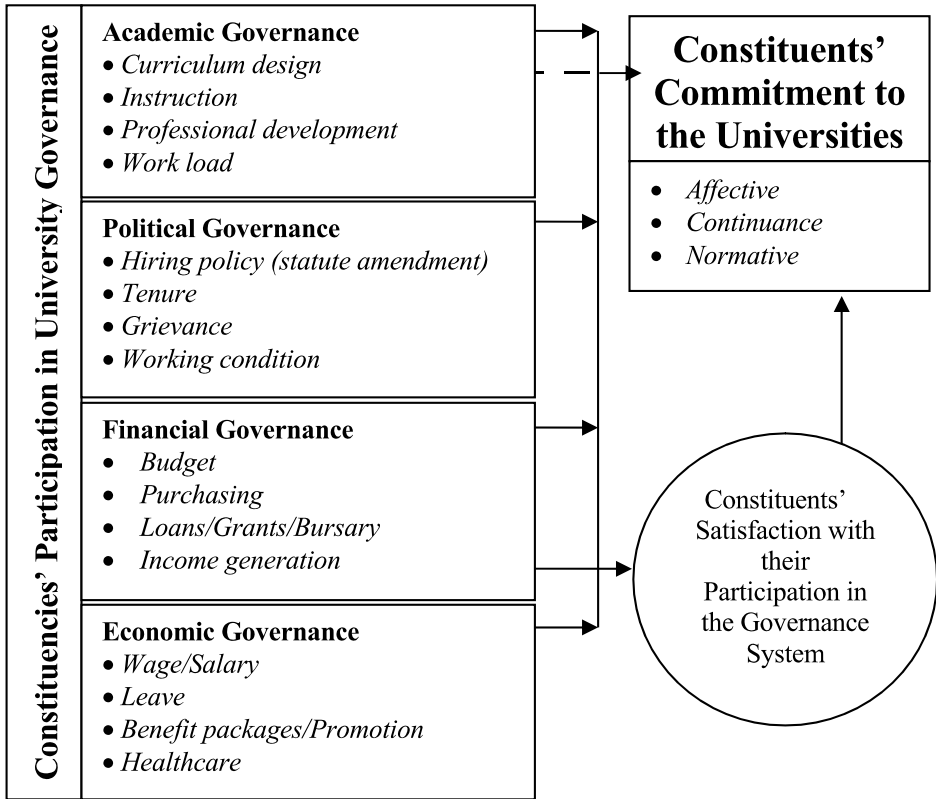 Constituencies’ Participation in University Governance
Academic Governance
• Curriculum design
• Instruction
• Professional development
• Work load
Political Governance
• Hiring policy (statute amendment)
• Tenure
• Grievance
• Working condition
Financial Governance
• Budget
• Purchasing
• Loans/Grants/Bursary
• Income generation
Economic Governance
• Wage/Salary
• Leave
• Benefit packages/Promotion
• Healthcare
Constituents’
Commitment to
the Universities
• Affective
• Continuance
• Normative
Constituents’
Satisfaction with
their
Participation in
the Governance
System